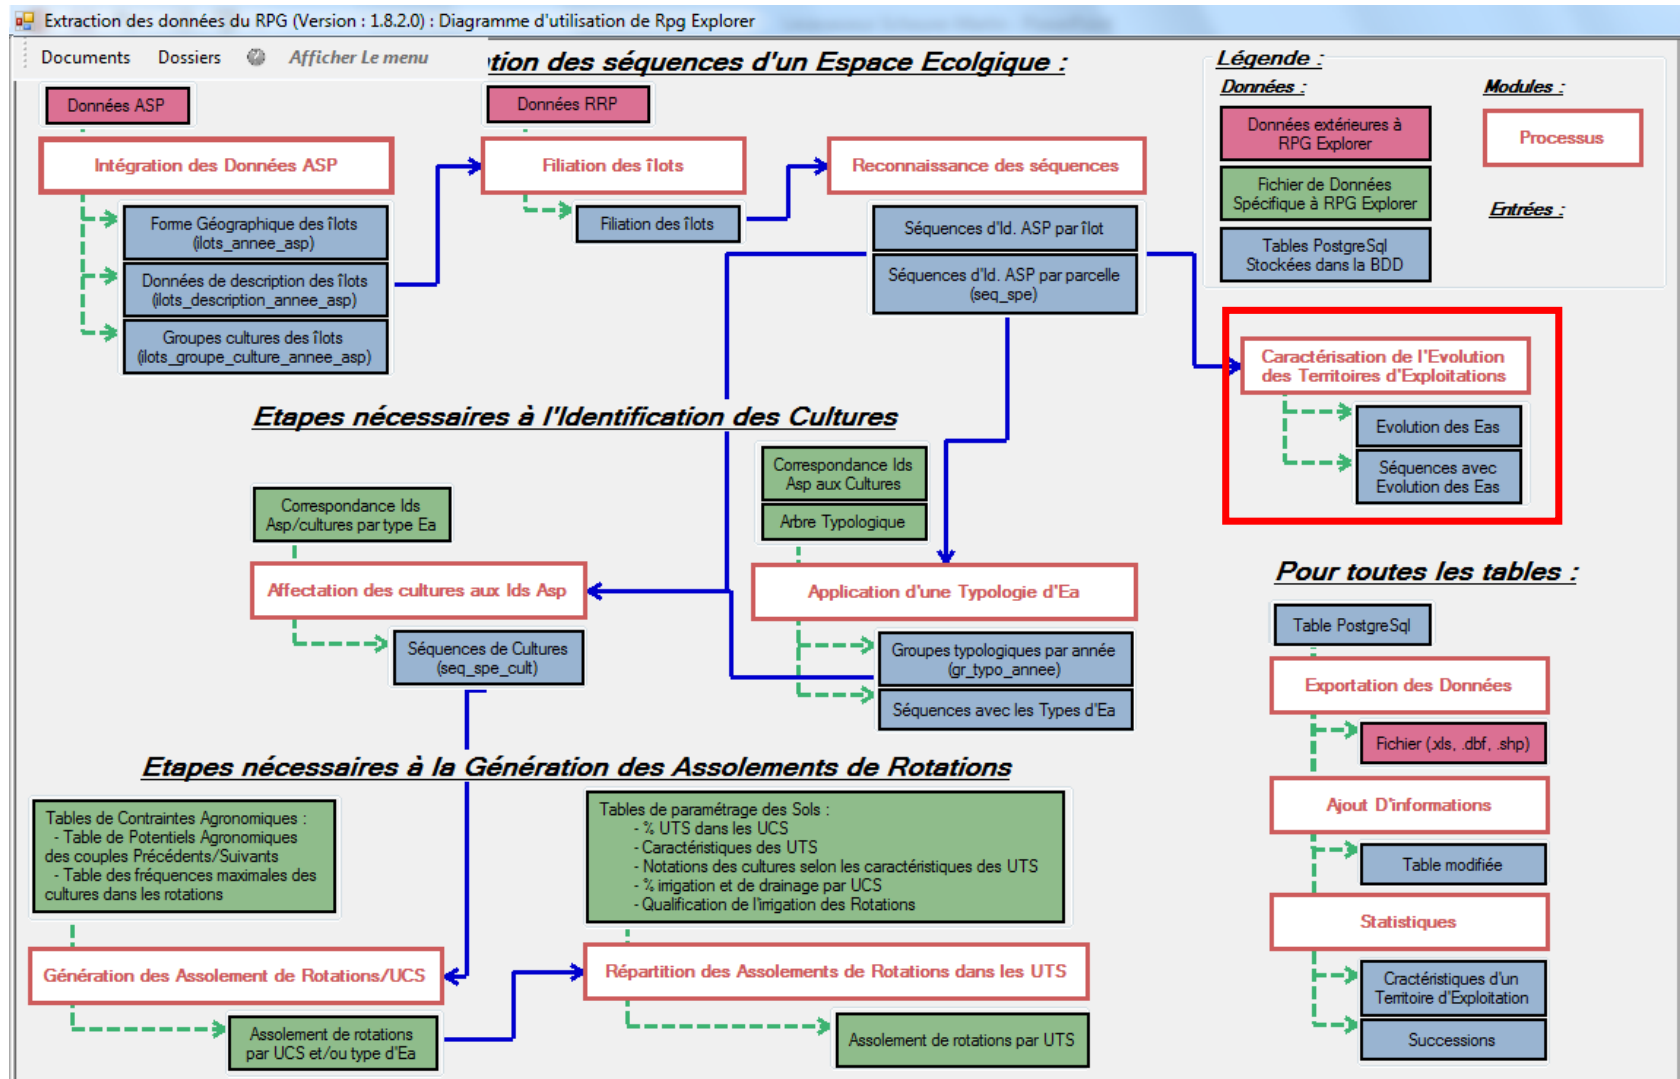 Extraction des données du RPG (Version : 1.8.2.0) : Diagramme d'utilisation de Rpg Explorer
Documents Dossiers Afficher Le menu
tion des séquences d'un Espace Ecolgique :
Données ASP
Données RRP
Intégration des Données ASP
Filiation des îlots
Reconnaissance des séquences
Forme Géographique des îlots
(ilots_annee_asp)
Données de description des îlots
(ilots_description_annee_asp)
Groupes cultures des îlots
(ilots_groupe_culture_annee_asp)
Filiation des îlots
Séquences d'Id. ASP par îlot
Séquences d'Id. ASP par parcelle
(seq_spe)
Légende :
Données :
Modules :
Données extérieures à
RPG Explorer
Processus
Fichier de Données
Spécifique à RPG Explorer
Entrées :
Tables PostgreSql
Stockées dans la BDD
Caractérisation de l'Evolution
des Territoires d'Exploitations
Evolution des Eas
Séquences avec
Evolution des Eas
Etapes nécessaires à l'Identification des Cultures
Correspondance Ids
Asp/cultures par type Ea
Correspondance Ids
Asp aux Cultures
Arbre Typologique
Affectation des cultures aux Ids Asp
Application d'une Typologie d'Ea
Séquences de Cultures
(seq_spe_cult)
Groupes typologiques par année
(gr_typo_annee)
Séquences avec les Types d'Ea
Pour toutes les tables :
Table PostgreSql
Exportation des Données
Fichier (.xls, .dbf, .shp)
Ajout D'informations
Table modifiée
Statistiques
Cractéristiques d'un
Territoire d'Exploitation
Successions
Etapes nécessaires à la Génération des Assolements de Rotations
Tables de Contraintes Agronomiques :
- Table de Potentiels Agronomiques
des couples Précédents/Suivants
- Table des fréquences maximales des
cultures dans les rotations
Tables de paramétrage des Sols :
- % UTS dans les UCS
- Caractéristiques des UTS
- Notations des cultures selon les caractéristiques des UTS
- % irrigation et de drainage par UCS
- Qualification de l'irrigation des Rotations
Génération des Assolement de Rotations/UCS
Répartition des Assolements de Rotations dans les UTS
Assolement de rotations
par UCS et/ou type d'Ea
Assolement de rotations par UTS